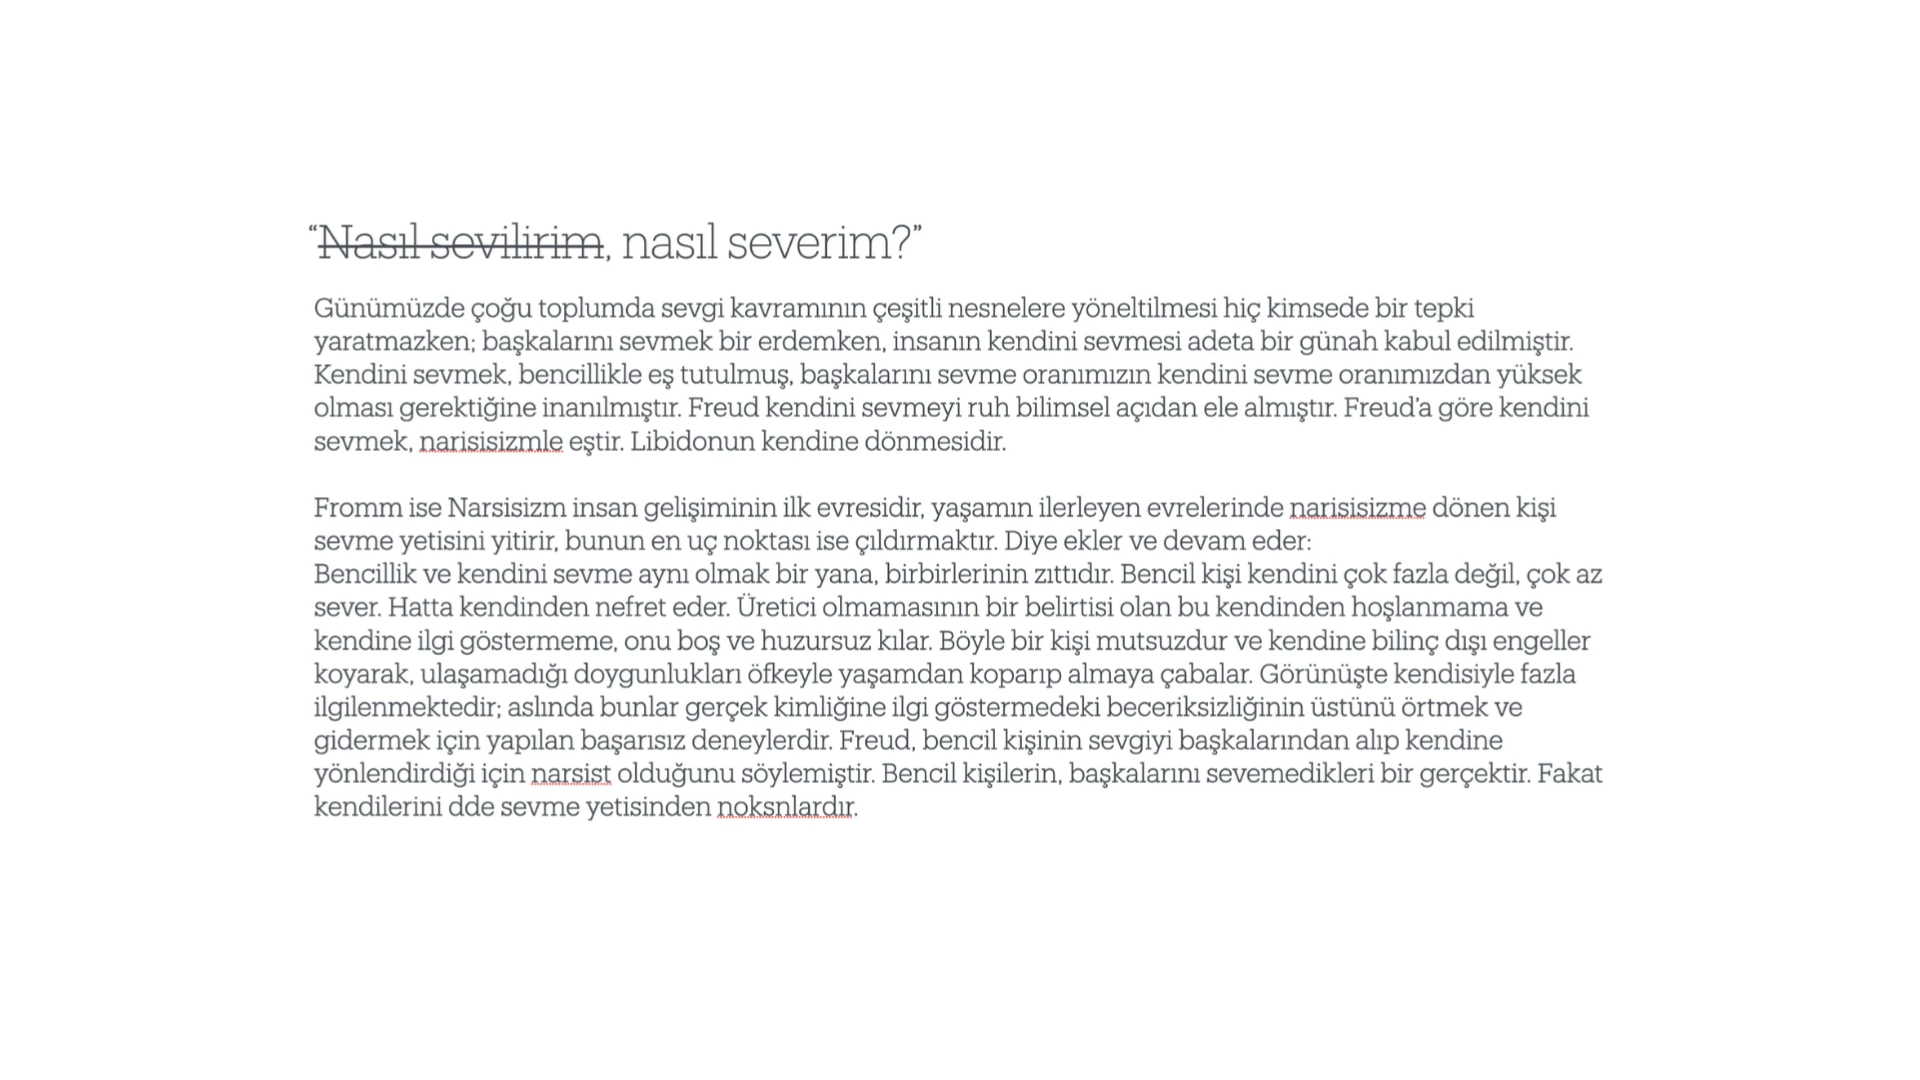 “Nasıl sevilirim, nasıl severim?”
Günümüzde çoğu toplumda sevgi kavramının çeşitli nesnelere yöneltilmesi hiç kimsede bir tepki
yaratmazken; başkalarını sevmek bir erdemken, insanın kendini sevmesi adeta bir günah kabul edilmiştir.
Kendini sevmek, bencillikle eş tutulmuş, başkalarını sevme oranımızın kendini sevme oranımızdan yüksek
olması gerektiğine inanılmıştır. Freud kendini sevmeyi ruh bilimsel açıdan ele almıştır. Freud’a göre kendini
sevmek, narisisizmle eştir. Libidonun kendine dönmesidir.
Fromm ise Narsisizm insan gelişiminin ilk evresidir, yaşamın ilerleyen evrelerinde narisisizme dönen kişi
sevme yetisini yitirir, bunun en uç noktası ise çıldırmaktır. Diye ekler ve devam eder:
Bencillik ve kendini sevme aynı olmak bir yana, birbirlerinin zıttıdır. Bencil kişi kendini çok fazla değil, çok az
sever. Hatta kendinden nefret eder. Üretici olmamasının bir belirtisi olan bu kendinden hoşlanmama ve
kendine ilgi göstermeme, onu boş ve huzursuz kılar. Böyle bir kişi mutsuzdur ve kendine bilinç dışı engeller
koyarak, ulaşamadığı doygunlukları öfkeyle yaşamdan koparıp almaya çabalar. Görünüşte kendisiyle fazla
ilgilenmektedir; aslında bunlar gerçek kimliğine ilgi göstermedeki beceriksizliğinin üstünü örtmek ve
gidermek için yapılan başarısız deneylerdir. Freud, bencil kişinin sevgiyi başkalarından alıp kendine
yönlendirdiği için narsist olduğunu söylemiştir. Bencil kişilerin, başkalarını sevemedikleri bir gerçektir. Fakat
kendilerini dde sevme yetisinden noksnlardır.